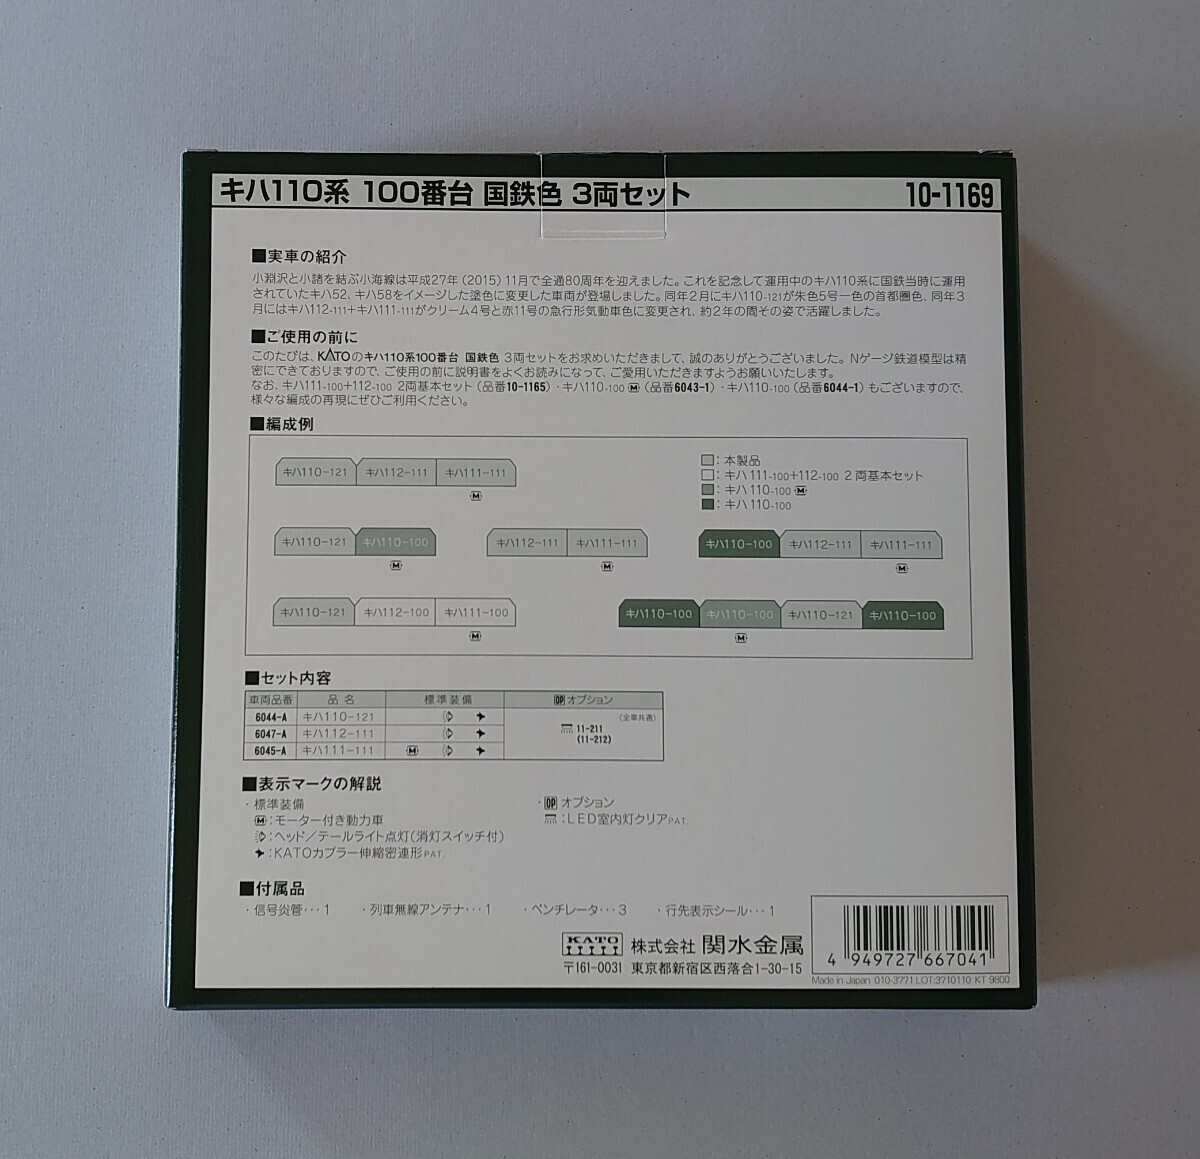 キハ110系 100番台 国鉄色 3両セット 10-1169
■実車の紹介
小淵沢と小諸を結ぶ小海線は平成27年(2015)11月で全通80周年を迎えました。これを記念して運用中のキハ110系に国鉄当時に運用
されていたキハ52、キハ58をイメージした塗色に変更した車両が登場しました。同年2月にキハ110-121が朱色5号一色の首都圏色、同年3
月にはキハ112-111+キハ111-111がクリーム4号と赤11号の急行形気動車色に変更され、約2年の間その姿で活躍しました。
■ご使用の前に
このたびは、KATOのキハ110系100番台 国鉄色 3両セットをお求めいただきまして、誠のありがとうございました。Nゲージ鉄道模型は精
密にできておりますので、ご使用の前に説明書をよくお読みになって、ご愛用いただきますようお願いいたします。
なお、キハ111-100+112-100 2両基本セット(品番10-1165)・キハ110-100 M(品番6043-1)・キハ110-100(品番6044-1)もございますので、
様々な編成の再現にぜひご利用ください。
■編成例
キハ110-121 キハ112-111 キハ111-111
M
□:本製品
□:キハ111-100+112-100 2両基本セット
■:キハ110-100 M
■:キハ110-100
キハ110-121 キハ110-100 キハ112-111 キハ111-111 キハ110-100 キハ112-111 キハ111-111
M M M
キハ110-121 キハ112-100 キハ111-100 キハ110-100 キハ110-100 キハ110-121 キハ110-100
M M
■セット内容
車両品番 品名 標準装備 OPオプション
6044-A キハ110-121 (全車共通)
6047-A キハ112-111 11-211
(11-212)
6045-A キハ111-111 M
■表示マークの解説
・標準装備 ・OPオプション
M:モーター付き動力車 :LED室内灯クリアPAT.
:ヘッド/テールライト点灯(消灯スイッチ付)
:KATOカプラー伸縮密連形PAT.
■付属品
・信号炎管・・・1 ・列車無線アンテナ・・・1 ・ベンチレータ・・・3 ・行先表示シール・・・1
KATO 株式会社 関水金属
〒161-0031 東京都新宿区西落合1-30-15
4 949727 667041
Made in Japan 010-3771 LOT:3710110 KT 9800